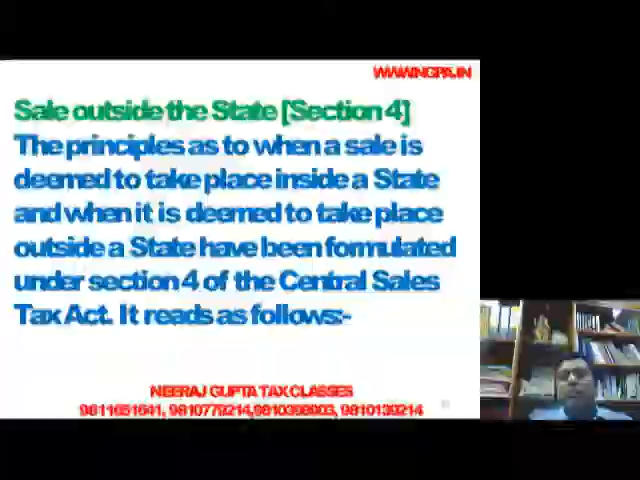 WWW.NGPA.IN
Sale outside the State [Section 4]
The principles as to when a sale is
deemed to take place inside a State
and when it is deemed to take place
outside a State have been formulated
under section 4 of the Central Sales
Tax Act. It reads as follows:-
NEERAJ GUPTA TAX CLASSES
9810779214, 9810139214